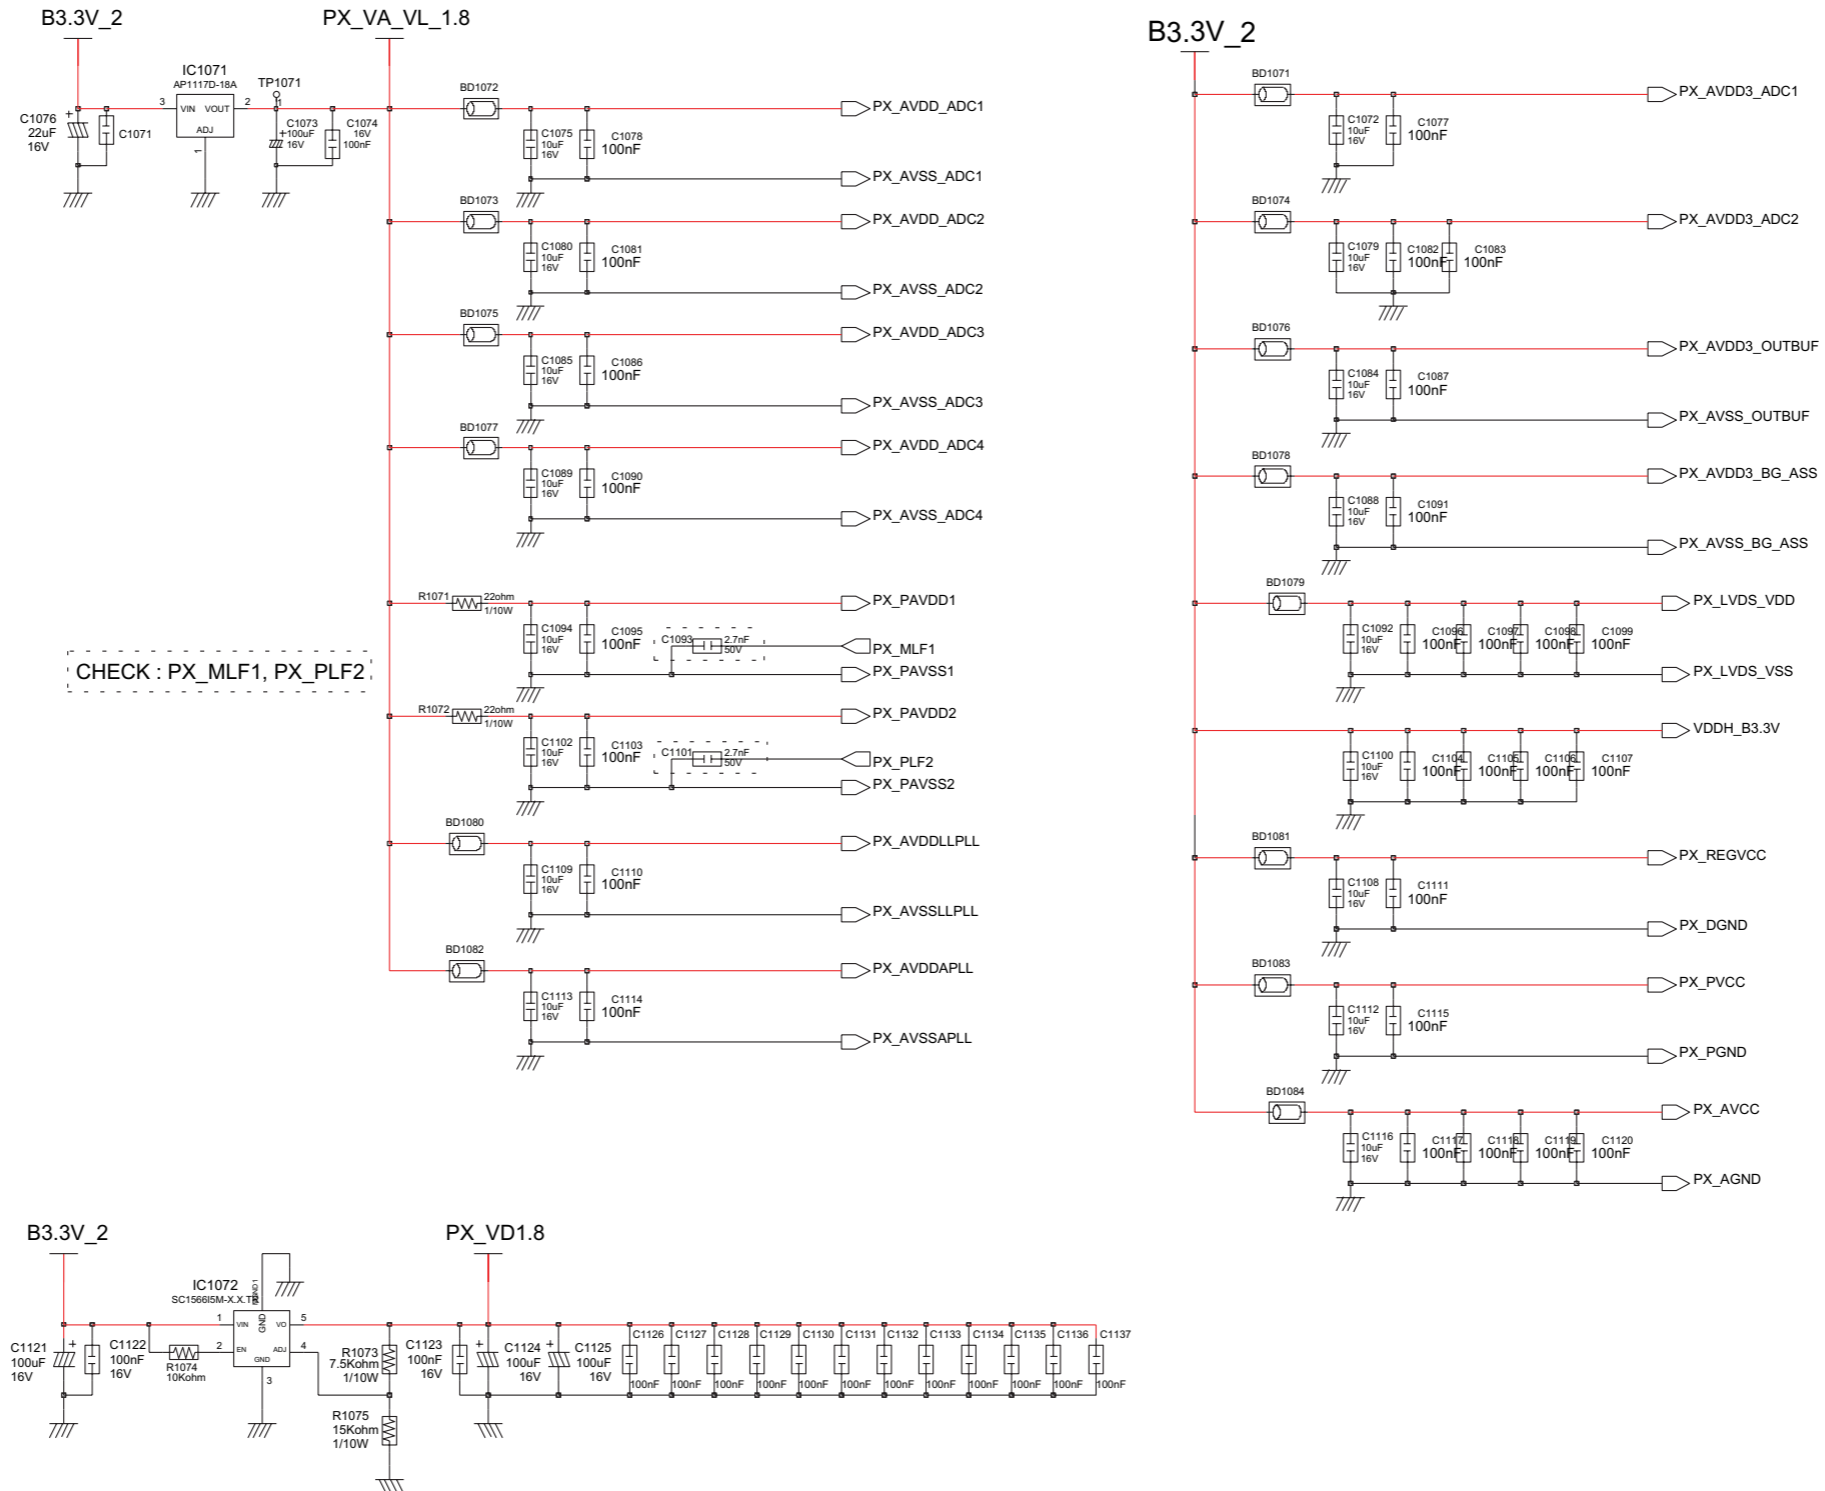 B3.3V_2
PX_VA_VL_1.8
IC1071
AP1117D-18A
TP1071
3
VIN
VOUT
2
1
ADJ
1
C1076
22uF
16V
C1071
C1073
100uF
16V
C1074
16V
100nF
BD1072
C1075
10uF
16V
C1078
100nF
PX_AVDD_ADC1
PX_AVSS_ADC1
BD1073
C1080
10uF
16V
C1081
100nF
PX_AVDD_ADC2
PX_AVSS_ADC2
BD1075
C1085
10uF
16V
C1086
100nF
PX_AVDD_ADC3
PX_AVSS_ADC3
BD1077
C1089
10uF
16V
C1090
100nF
PX_AVDD_ADC4
PX_AVSS_ADC4
R1071
22ohm
1/10W
C1094
10uF
16V
C1095
100nF
C1093
2.7nF
50V
PX_PAVDD1
PX_MLF1
PX_PAVSS1
CHECK : PX_MLF1, PX_PLF2
R1072
22ohm
1/10W
C1102
10uF
16V
C1103
100nF
C1101
2.7nF
50V
PX_PAVDD2
PX_PLF2
PX_PAVSS2
BD1080
C1109
10uF
16V
C1110
100nF
PX_AVDDLLPLL
PX_AVSSLLPLL
BD1082
C1113
10uF
16V
C1114
100nF
PX_AVDDAPLL
PX_AVSSAPLL
B3.3V_2
BD1071
C1072
10uF
16V
C1077
100nF
PX_AVDD3_ADC1
BD1074
C1079
10uF
16V
C1082
100nF
C1083
100nF
PX_AVDD3_ADC2
BD1076
C1084
10uF
16V
C1087
100nF
PX_AVDD3_OUTBUF
PX_AVSS_OUTBUF
BD1078
C1088
10uF
16V
C1091
100nF
PX_AVDD3_BG_ASS
PX_AVSS_BG_ASS
BD1079
C1092
10uF
16V
C1096
100nF
C1097
100nF
C1098
100nF
C1099
100nF
PX_LVDS_VDD
PX_LVDS_VSS
C1100
10uF
16V
C1104
100nF
C1105
100nF
C1106
100nF
C1107
100nF
VDDH_B3.3V
BD1081
C1108
10uF
16V
C1111
100nF
PX_REGVCC
PX_DGND
BD1083
C1112
10uF
16V
C1115
100nF
PX_PVCC
PX_PGND
BD1084
C1116
10uF
16V
C1117
100nF
C1118
100nF
C1119
100nF
C1120
100nF
PX_AVCC
PX_AGND
B3.3V_2
PX_VD1.8
IC1072
SC1566I5M-X.X.TR
1
VIN
GND
VO
5
2
EN
ADJ
4
GND
3
C1121
100uF
16V
C1122
100nF
16V
R1074
10Kohm
R1073
7.5Kohm
1/10W
R1075
15Kohm
1/10W
C1123
100nF
16V
C1124
100uF
16V
C1125
100uF
16V
C1126
C1127
C1128
C1129
C1130
C1131
C1132
C1133
C1134
C1135
C1136
C1137
100nF
100nF
100nF
100nF
100nF
100nF
100nF
100nF
100nF
100nF
100nF
100nF